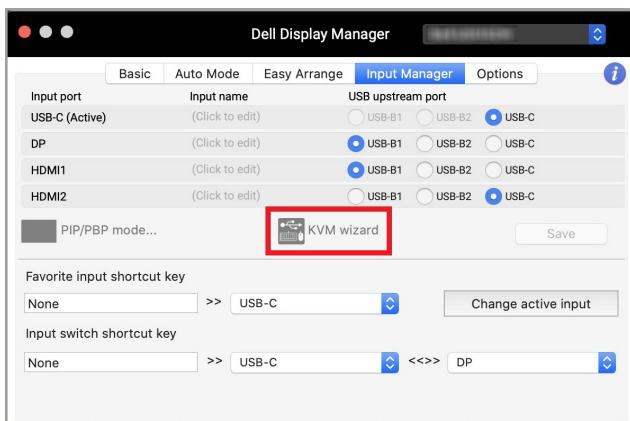 Dell Display Manager
Basic Auto Mode Easy Arrange Input Manager Options i
Input port Input name USB upstream port
USB-C (Active) (Click to edit) USB-B1 USB-B2 USB-C
DP (Click to edit) USB-B1 USB-B2 USB-C
HDMI1 (Click to edit) USB-B1 USB-B2 USB-C
HDMI2 (Click to edit) USB-B1 USB-B2 USB-C
PIP/PBP mode... KVM wizard Save
Favorite input shortcut key
None >> USB-C Change active input
Input switch shortcut key
None >> USB-C <<>> DP